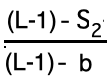 (L-1) - S₂
(L-1) - b